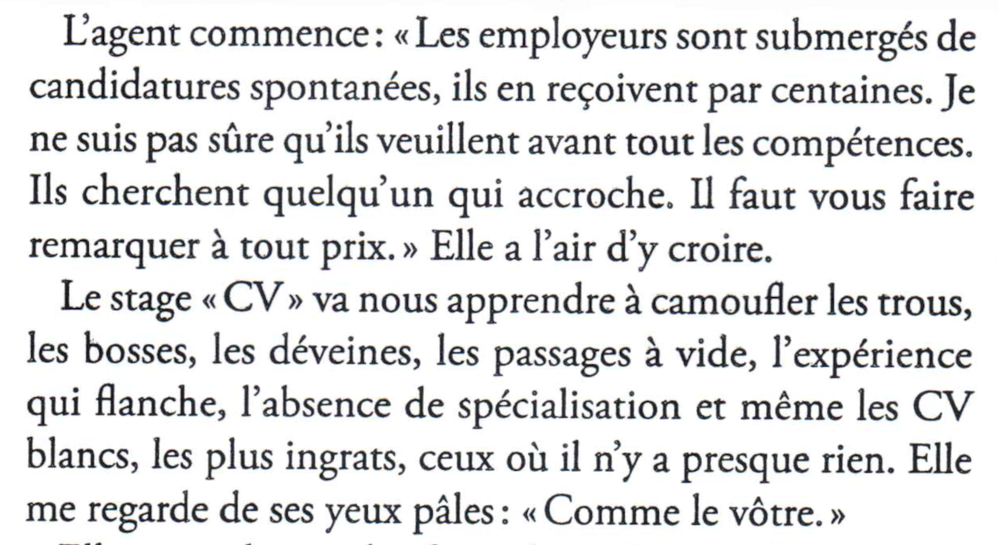 L’agent commence : « Les employeurs sont submergés de
candidatures spontanées, ils en reçoivent par centaines. Je
ne suis pas sûre qu’ils veuillent avant tout les compétences.
Ils cherchent quelqu’un qui accroche. Il faut vous faire
remarquer à tout prix. » Elle a l’air d’y croire.
Le stage « CV » va nous apprendre à camoufler les trous,
les bosses, les déveines, les passages à vide, l’expérience
qui flanche, l’absence de spécialisation et même les CV
blancs, les plus ingrats, ceux où il n’y a presque rien. Elle
me regarde de ses yeux pâles : « Comme le vôtre. »